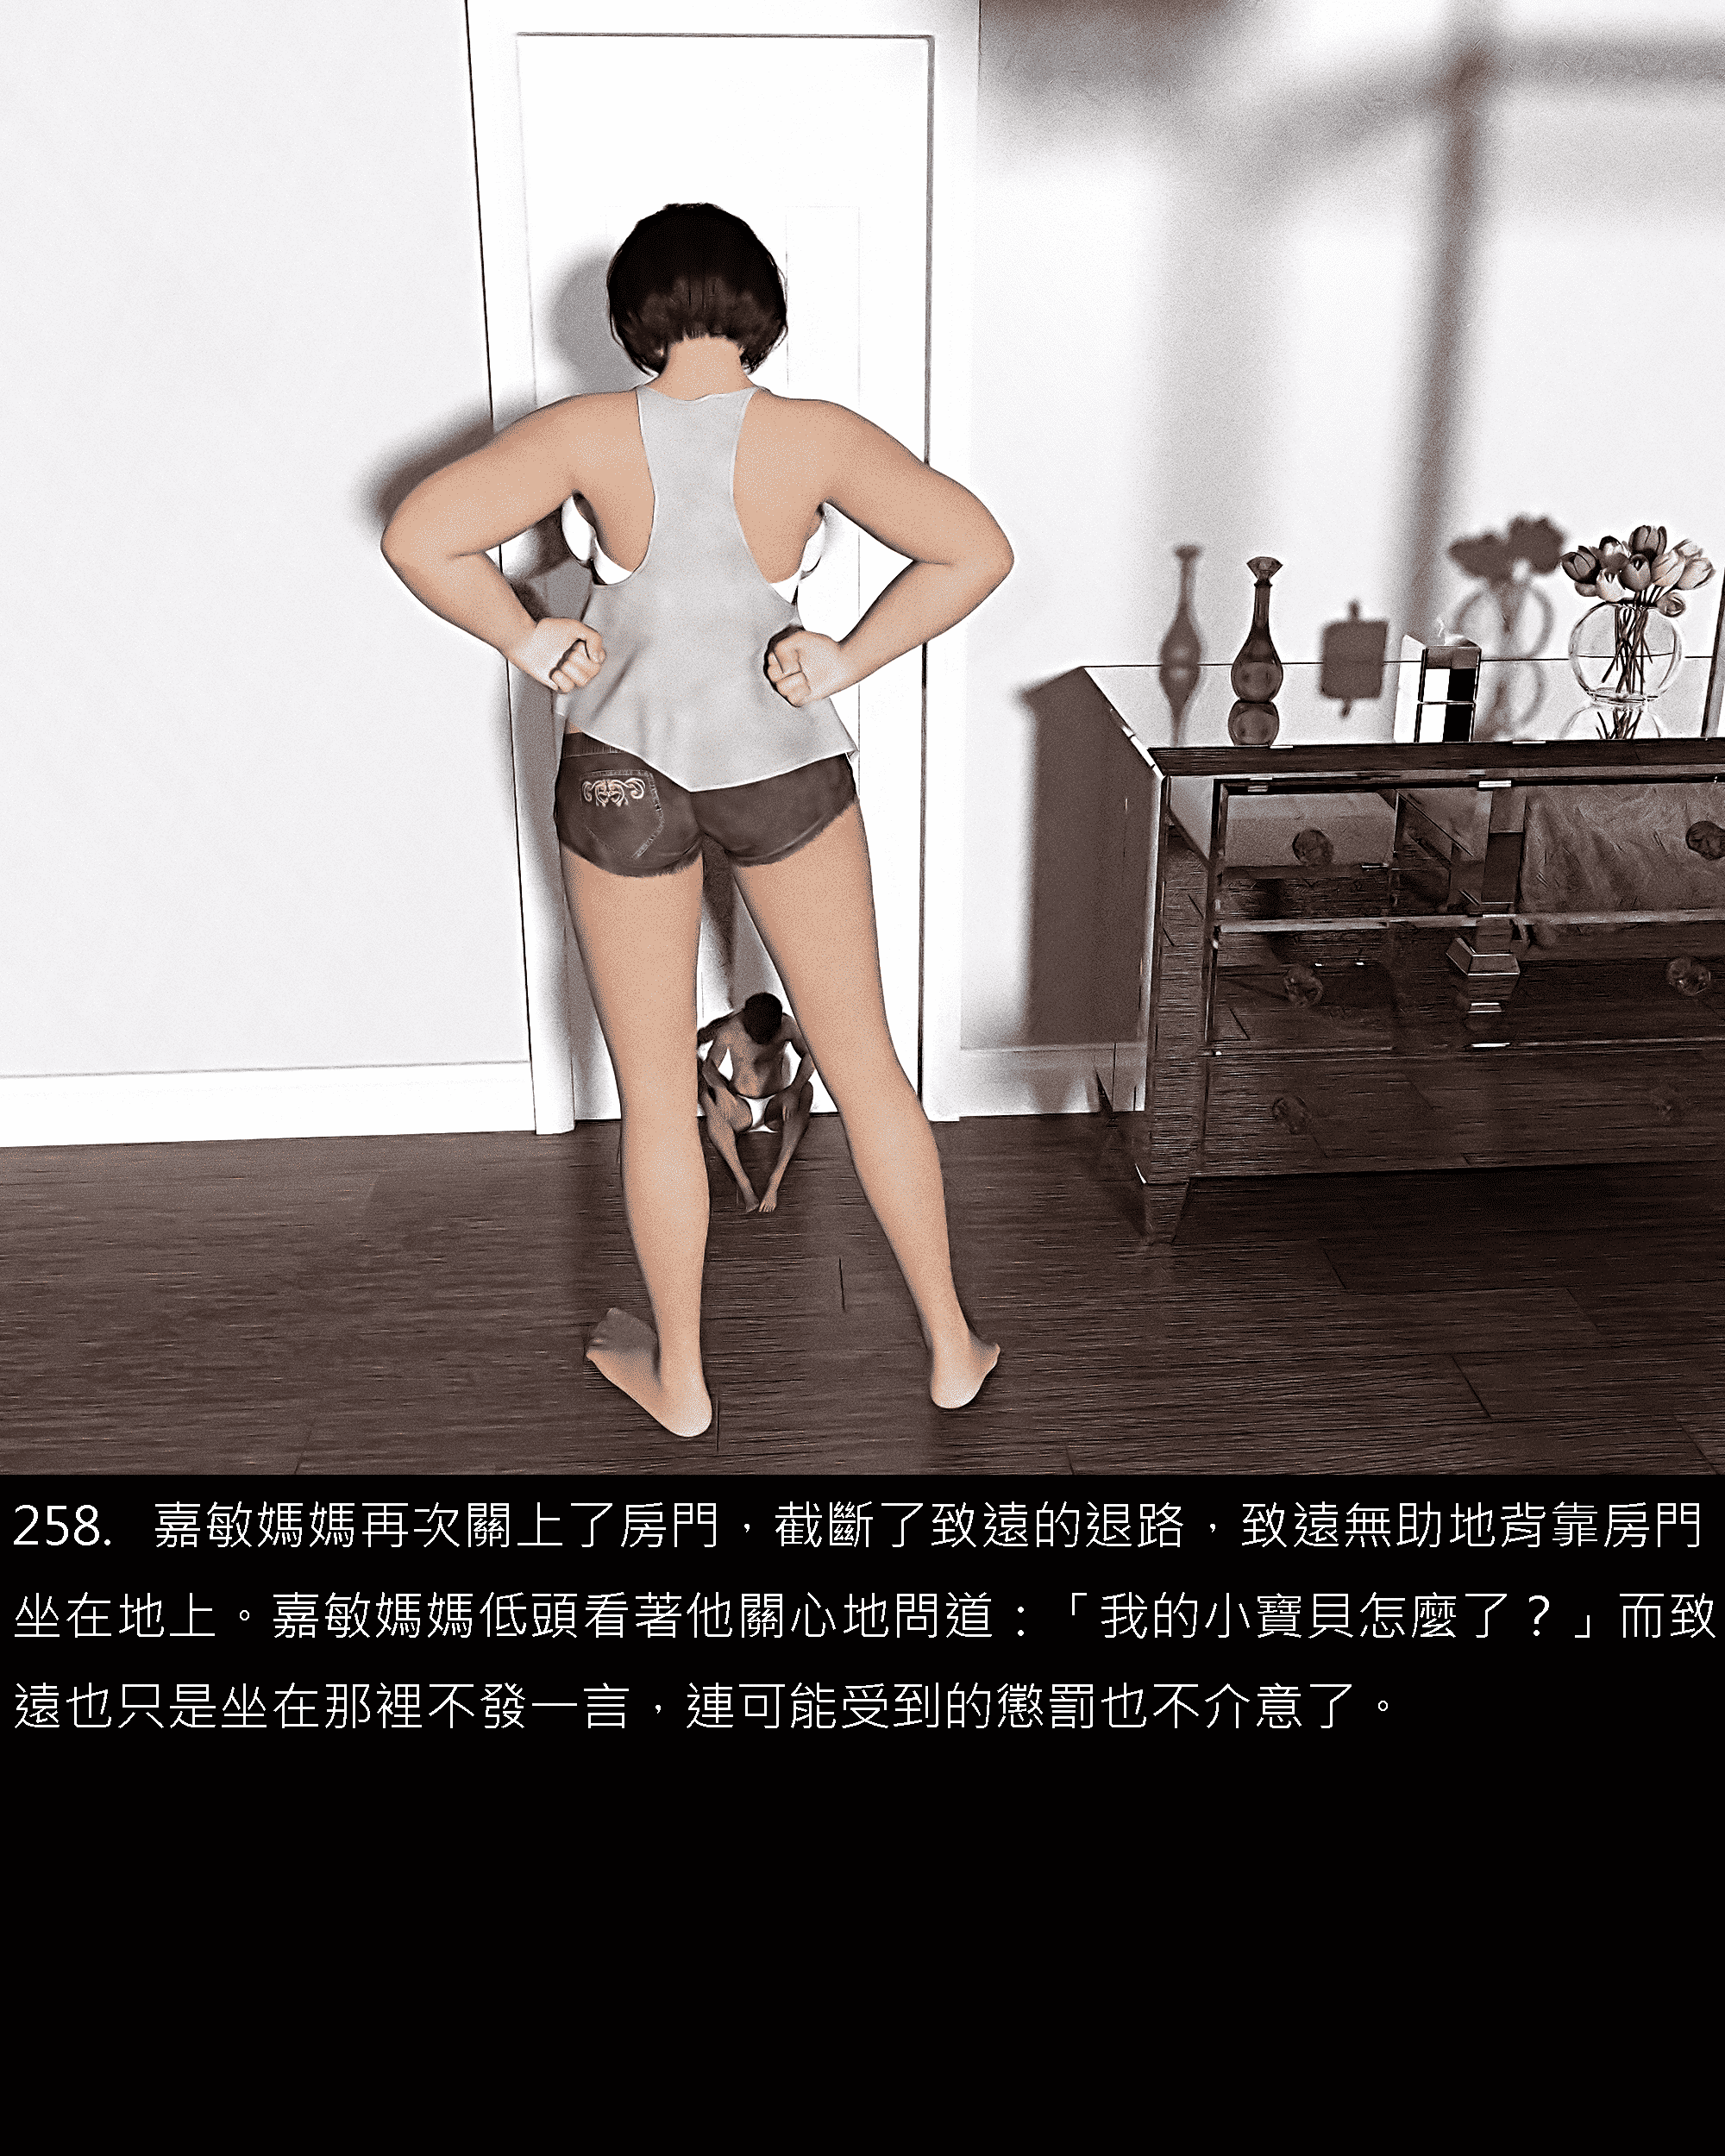 258.  嘉敏媽媽再次關上了房門，截斷了致遠的退路，致遠無助地背靠房門
坐在地上。嘉敏媽媽低頭看著他關心地問道：「我的小寶貝怎麼了？」而致
遠也只是坐在那裡不發一言，連可能受到的懲罰也不介意了。